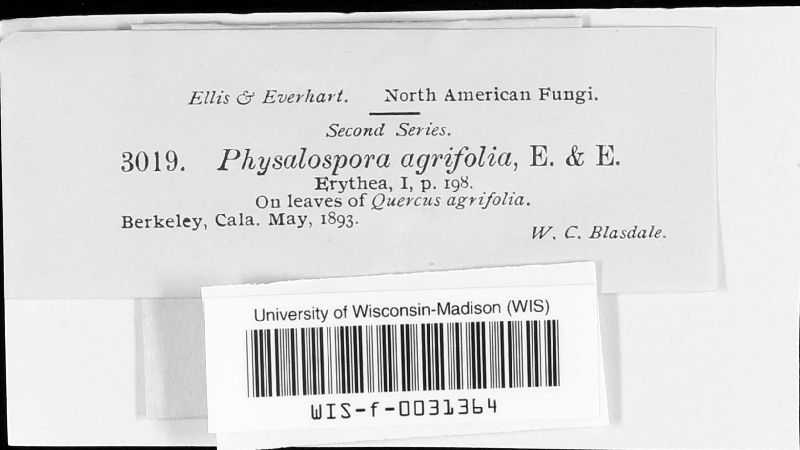 Ellis & Everhart. North American Fungi.
Second Series.
3019. Physalospora agrifolia, E. & E.
Erythea, I, p. 198.
On leaves of Quercus agrifolia.
Berkeley, Cala. May, 1893.
W. C. Blasdale.
University of Wisconsin-Madison (WIS)
WIS-f-0031364